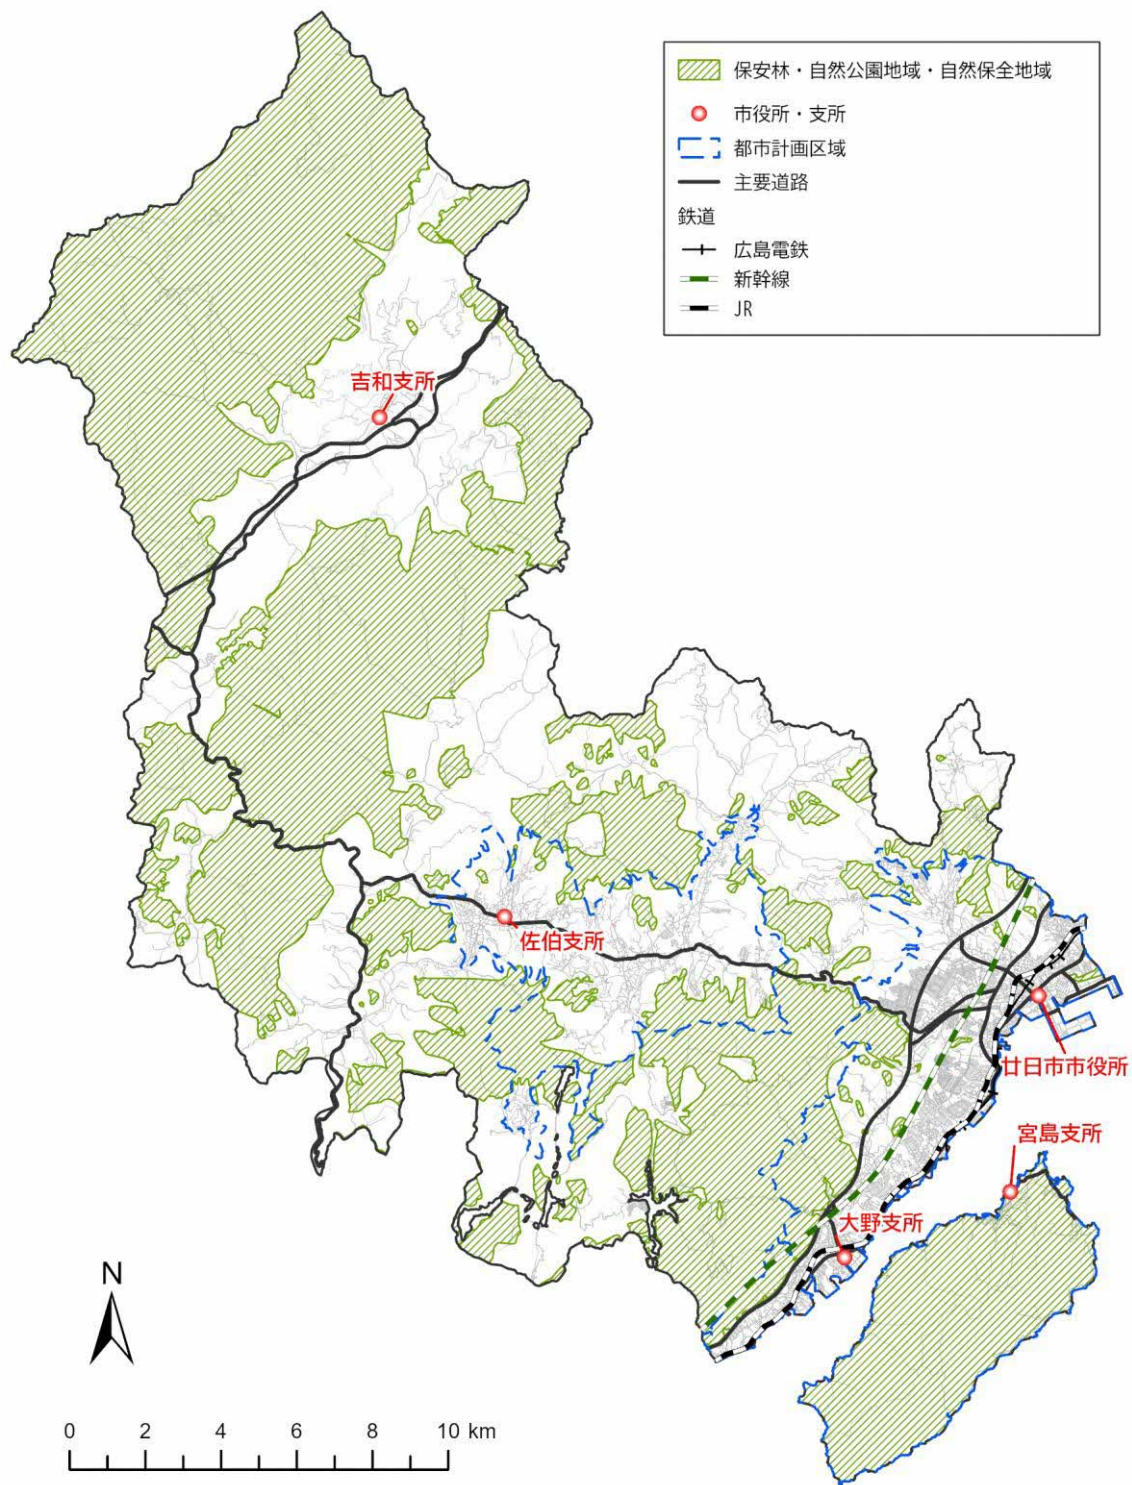 保安林・自然公園地域・自然保全地域
市役所・支所
都市計画区域
主要道路
鉄道
広島電鉄
新幹線
JR
吉和支所
佐伯支所
廿日市市役所
宮島支所
大野支所
N
0 2 4 6 8 10 km